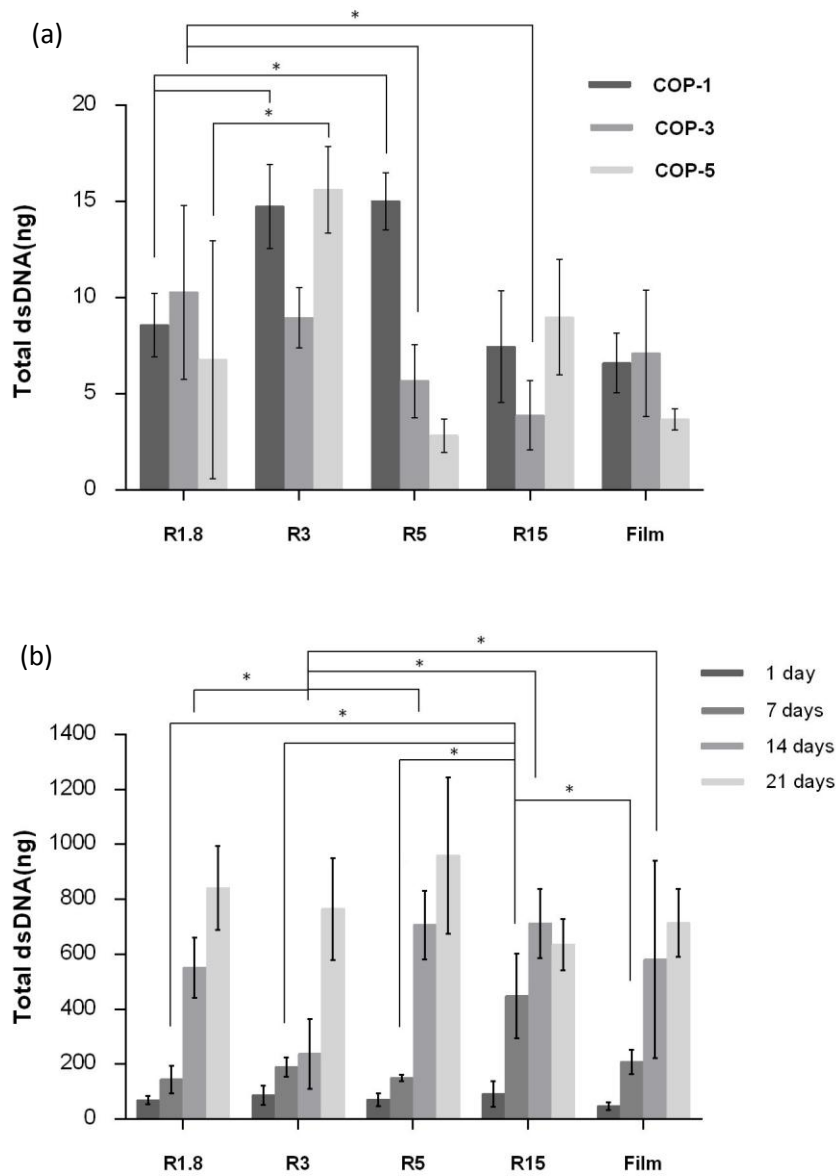 (a)
*
*
*
COP-1
COP-3
COP-5
Total dsDNA(ng)
20
15
10
5
0
R1.8 R3 R5 R15 Film
(b)
*
*
*
*
*
*
1 day
7 days
14 days
21 days
Total dsDNA(ng)
1400
1200
1000
800
600
400
200
0
R1.8 R3 R5 R15 Film